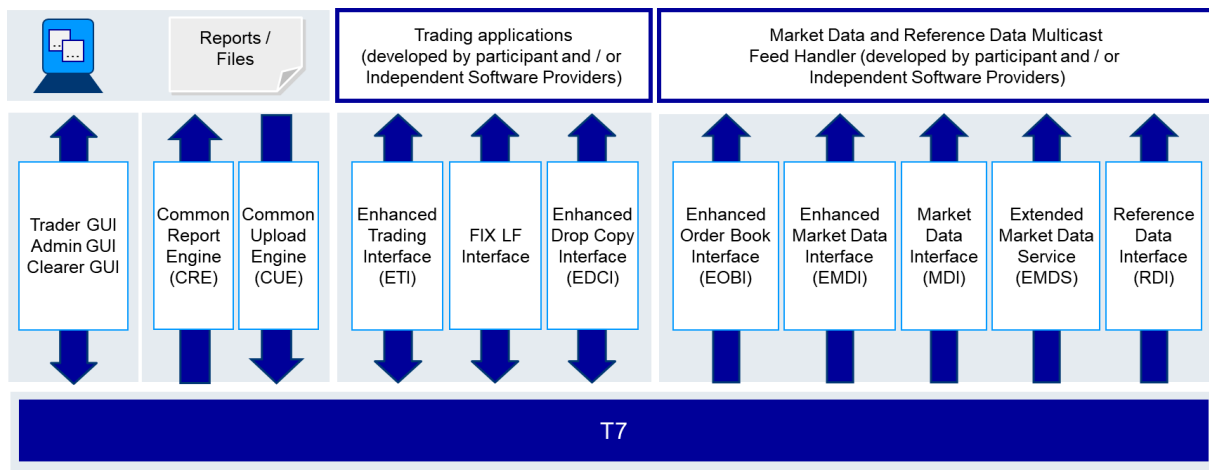 ...
...
Reports /
Files
Trading applications
(developed by participant and / or
Independent Software Providers)
Market Data and Reference Data Multicast
Feed Handler (developed by participant and / or
Independent Software Providers)
Trader GUI
Admin GUI
Clearer GUI
Common
Report
Engine
(CRE)
Common
Upload
Engine
(CUE)
Enhanced
Trading
Interface
(ETI)
FIX LF
Interface
Enhanced
Drop Copy
Interface
(EDCI)
Enhanced
Order Book
Interface
(EOBI)
Enhanced
Market Data
Interface
(EMDI)
Market
Data
Interface
(MDI)
Extended
Market Data
Service
(EMDS)
Reference
Data
Interface
(RDI)
T7